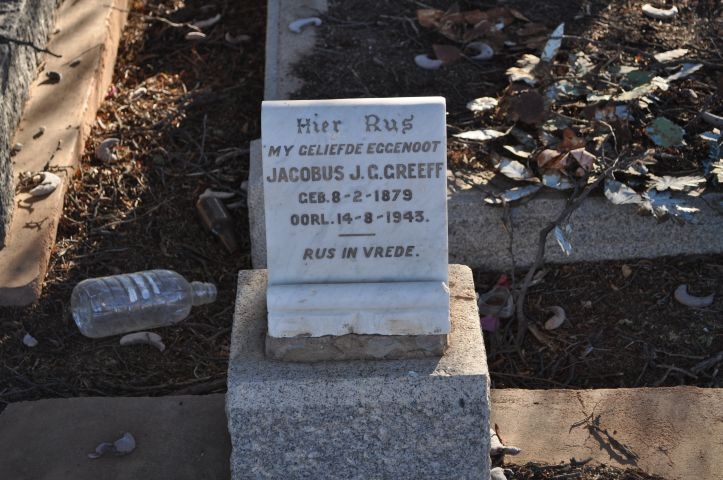 Hier Rus
MY GELIEFDE EGGENOOT
JACOBUS J.C. GREEFF
GEB. 8-2-1879
OORL. 14-8-1943.
RUS IN VREDE.